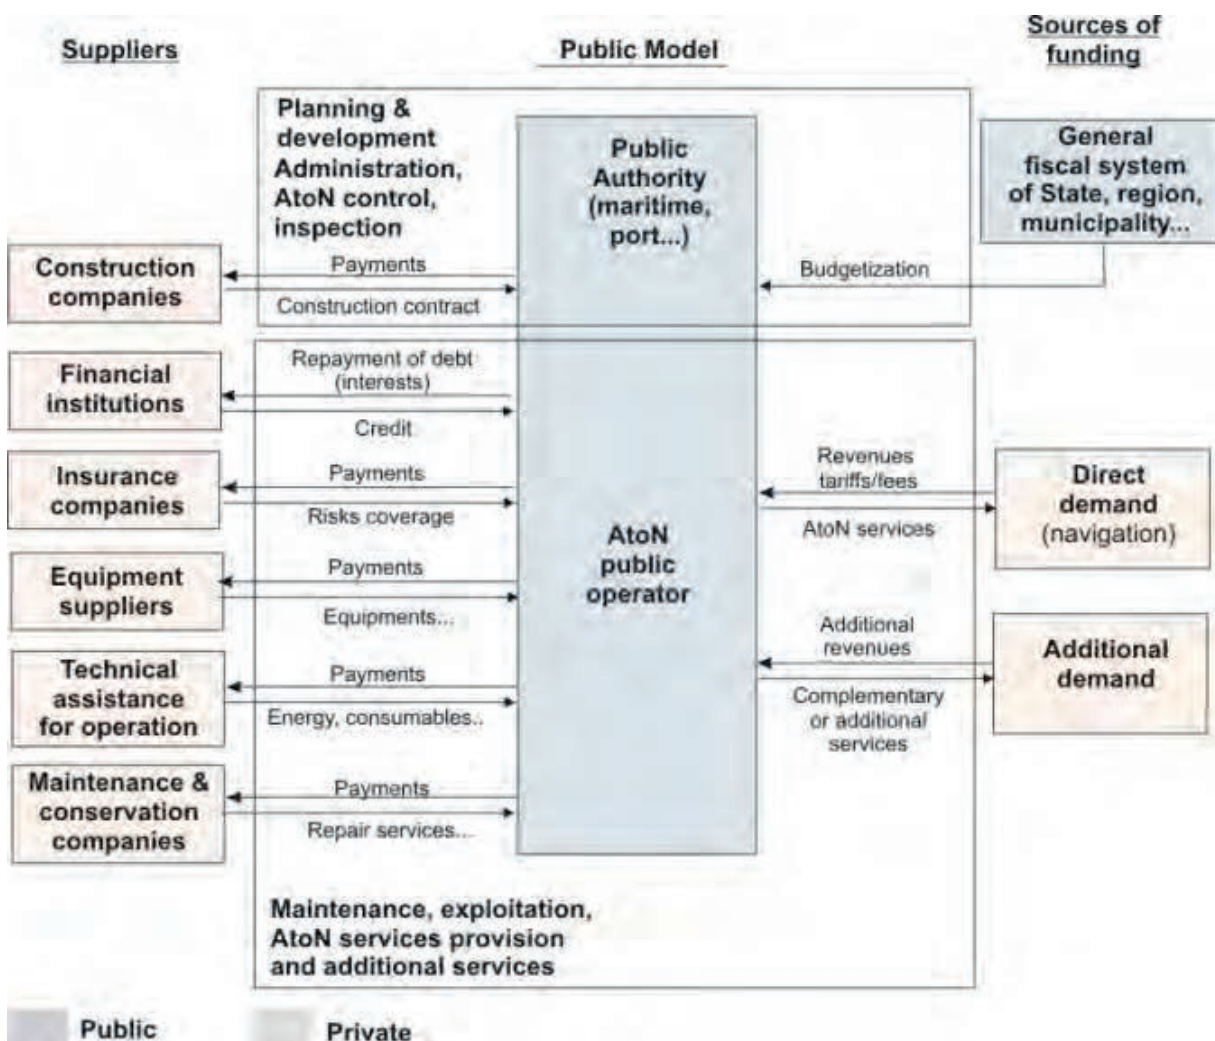 Suppliers
Public Model
Sources of
funding
Planning &
development
Administration,
AtoN control,
inspection
Public
Authority
(maritime,
port...)
General
fiscal system
of State, region,
municipality...
Construction
companies
Payments
Construction contract
Budgetization
Financial
institutions
Repayment of debt
(interests)
Credit
Insurance
companies
Payments
Risks coverage
Revenues
tariffs/fees
AtoN services
Direct
demand
(navigation)
AtoN
public
operator
Equipment
suppliers
Payments
Equipments...
Additional
revenues
Complementary
or additional
services
Additional
demand
Technical
assistance
for operation
Payments
Energy, consumables..
Maintenance &
conservation
companies
Payments
Repair services...
Maintenance, exploitation,
AtoN services provision
and additional services
Public
Private